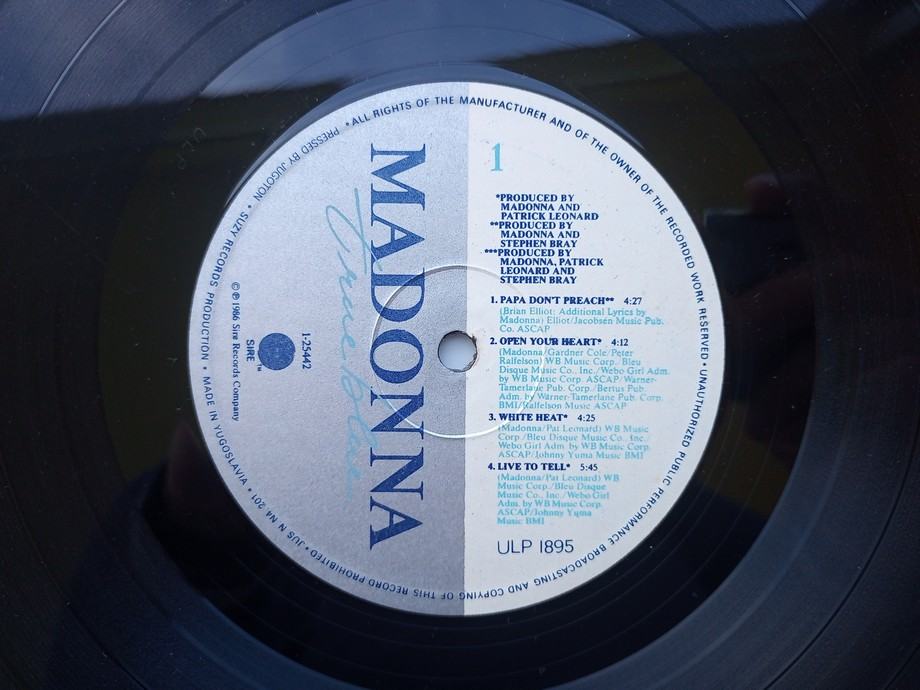 *ALL RIGHTS OF THE MANUFACTURER AND OF THE OWNER OF THE RECORDED WORK RESERVED • UNAUTHORIZED PUBLIC PERFORMANCE BROADCASTING AND COPYING OF THIS RECORD PROHIBITED • JUS N N4 201 • MADE IN YUGOSLAVIA • SUZY RECORDS PRODUCTION • PRESSED BY JUGOTON
MADONNA
True blue
1-25442
SIRE™
℗ © 1986 Sire Records Company
1
*PRODUCED BY
MADONNA AND
PATRICK LEONARD
**PRODUCED BY
MADONNA AND
STEPHEN BRAY
***PRODUCED BY
MADONNA, PATRICK
LEONARD AND
STEPHEN BRAY
1. PAPA DON'T PREACH** 4:27
(Brian Elliot; Additional Lyrics by
Madonna) Elliot/Jacobsen Music Pub.
Co. ASCAP
2. OPEN YOUR HEART* 4:12
(Madonna/Gardner Cole/Peter
Rafelson) WB Music Corp./Bleu
Disque Music Co., Inc./Webo Girl Adm.
by WB Music Corp. ASCAP/Warner-
Tamerlane Pub. Corp./Bertus Pub.
Adm. by Warner-Tamerlane Pub. Corp.
BMI/Rafelson Music ASCAP
3. WHITE HEAT* 4:25
(Madonna/Pat Leonard) WB Music
Corp./Bleu Disque Music Co., Inc./
Webo Girl Adm. by WB Music Corp.
ASCAP/Johnny Yuma Music BMI
4. LIVE TO TELL* 5:45
(Madonna/Pat Leonard) WB
Music Corp./Bleu Disque
Music Co., Inc./Webo Girl
Adm. by WB Music Corp.
ASCAP/Johnny Yuma
Music BMI
ULP 1895
ULP